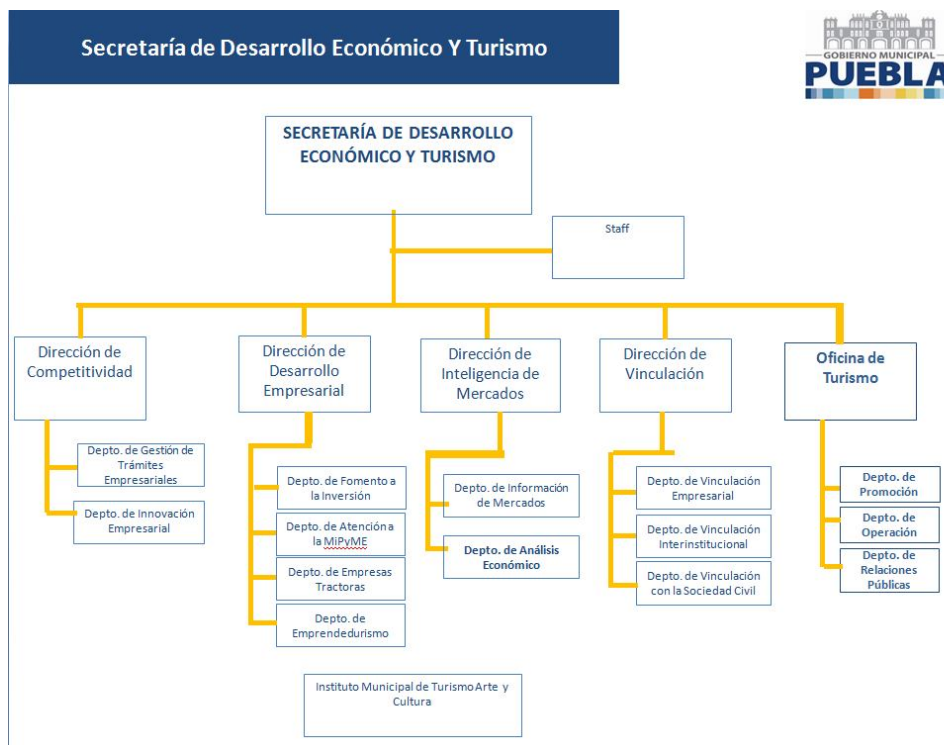 Secretaría de Desarrollo Económico Y Turismo
GOBIERNO MUNICIPAL
PUEBLA
SECRETARÍA DE DESARROLLO
ECONÓMICO Y TURISMO
Staff
Dirección de
Competitividad
Depto. de Gestión de
Trámites
Empresariales
Depto. de Innovación
Empresarial
Dirección de
Desarrollo
Empresarial
Depto. de Fomento a
la Inversión
Depto. de Atención a
la MiPyME
Depto. de Empresas
Tractoras
Depto. de
Emprendedurismo
Dirección de
Inteligencia de
Mercados
Depto. de Información
de Mercados
Depto. de Análisis
Económico
Dirección de
Vinculación
Depto. de Vinculación
Empresarial
Depto. de Vinculación
Interinstitucional
Depto. de Vinculación
con la Sociedad Civil
Oficina de
Turismo
Depto. de
Promoción
Depto. de
Operación
Depto. de
Relaciones
Públicas
Instituto Municipal de Turismo Arte y
Cultura